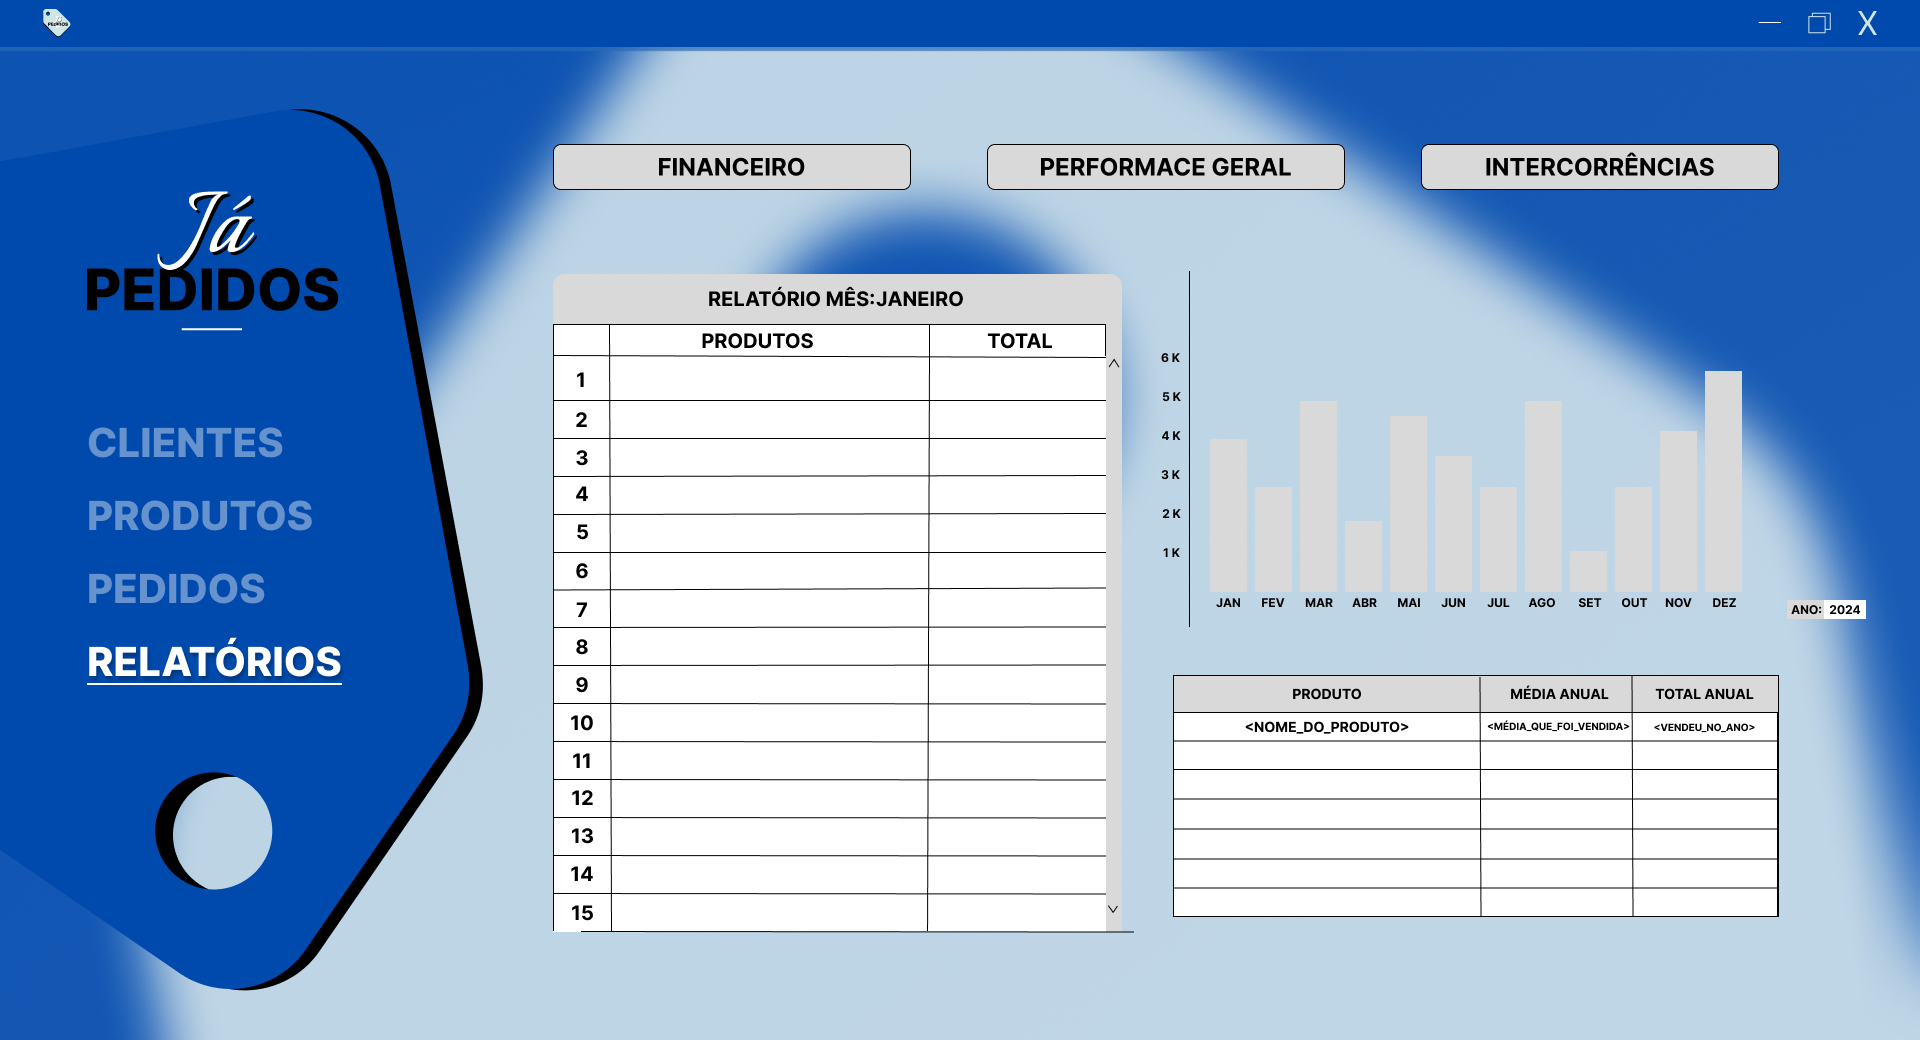 X
Já
PEDIDOS
CLIENTES
PRODUTOS
PEDIDOS
RELATÓRIOS
FINANCEIRO
PERFORMACE GERAL
INTERCORRÊNCIAS
RELATÓRIO MÊS:JANEIRO
PRODUTOS TOTAL
1
2
3
4
5
6
7
8
9
10
11
12
13
14
15
6 K
5 K
4 K
3 K
2 K
1 K
JAN FEV MAR ABR MAI JUN JUL AGO SET OUT NOV DEZ
ANO: 2024
PRODUTO MÉDIA ANUAL TOTAL ANUAL
<NOME_DO_PRODUTO> <MÉDIA_QUE_FOI_VENDIDA> <VENDEU_NO_ANO>